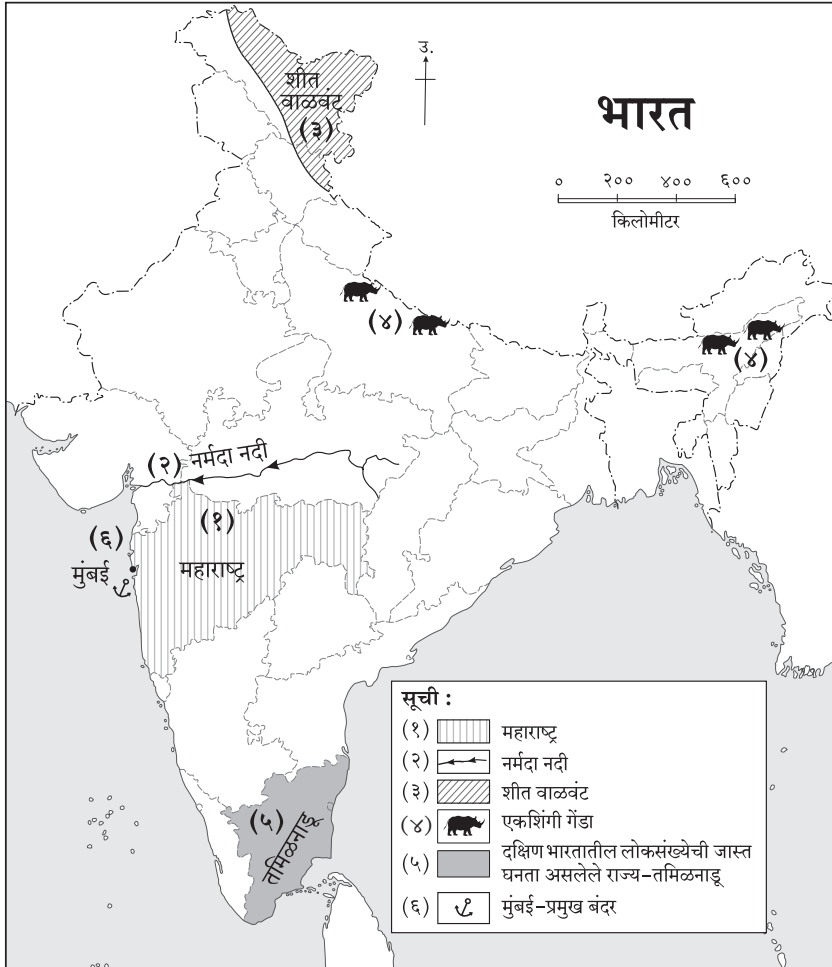 उ.
भारत
० २०० ४०० ६००
किलोमीटर
शीत
वाळवंट
(३)
(४)
(४)
(२) नर्मदा नदी
(१)
महाराष्ट्र
(६)
मुंबई
(५)
तमिळनाडू
सूची :
(१) महाराष्ट्र
(२) नर्मदा नदी
(३) शीत वाळवंट
(४) एकशिंगी गेंडा
(५) दक्षिण भारतातील लोकसंख्येची जास्त
घनता असलेले राज्य-तमिळनाडू
(६) मुंबई-प्रमुख बंदर